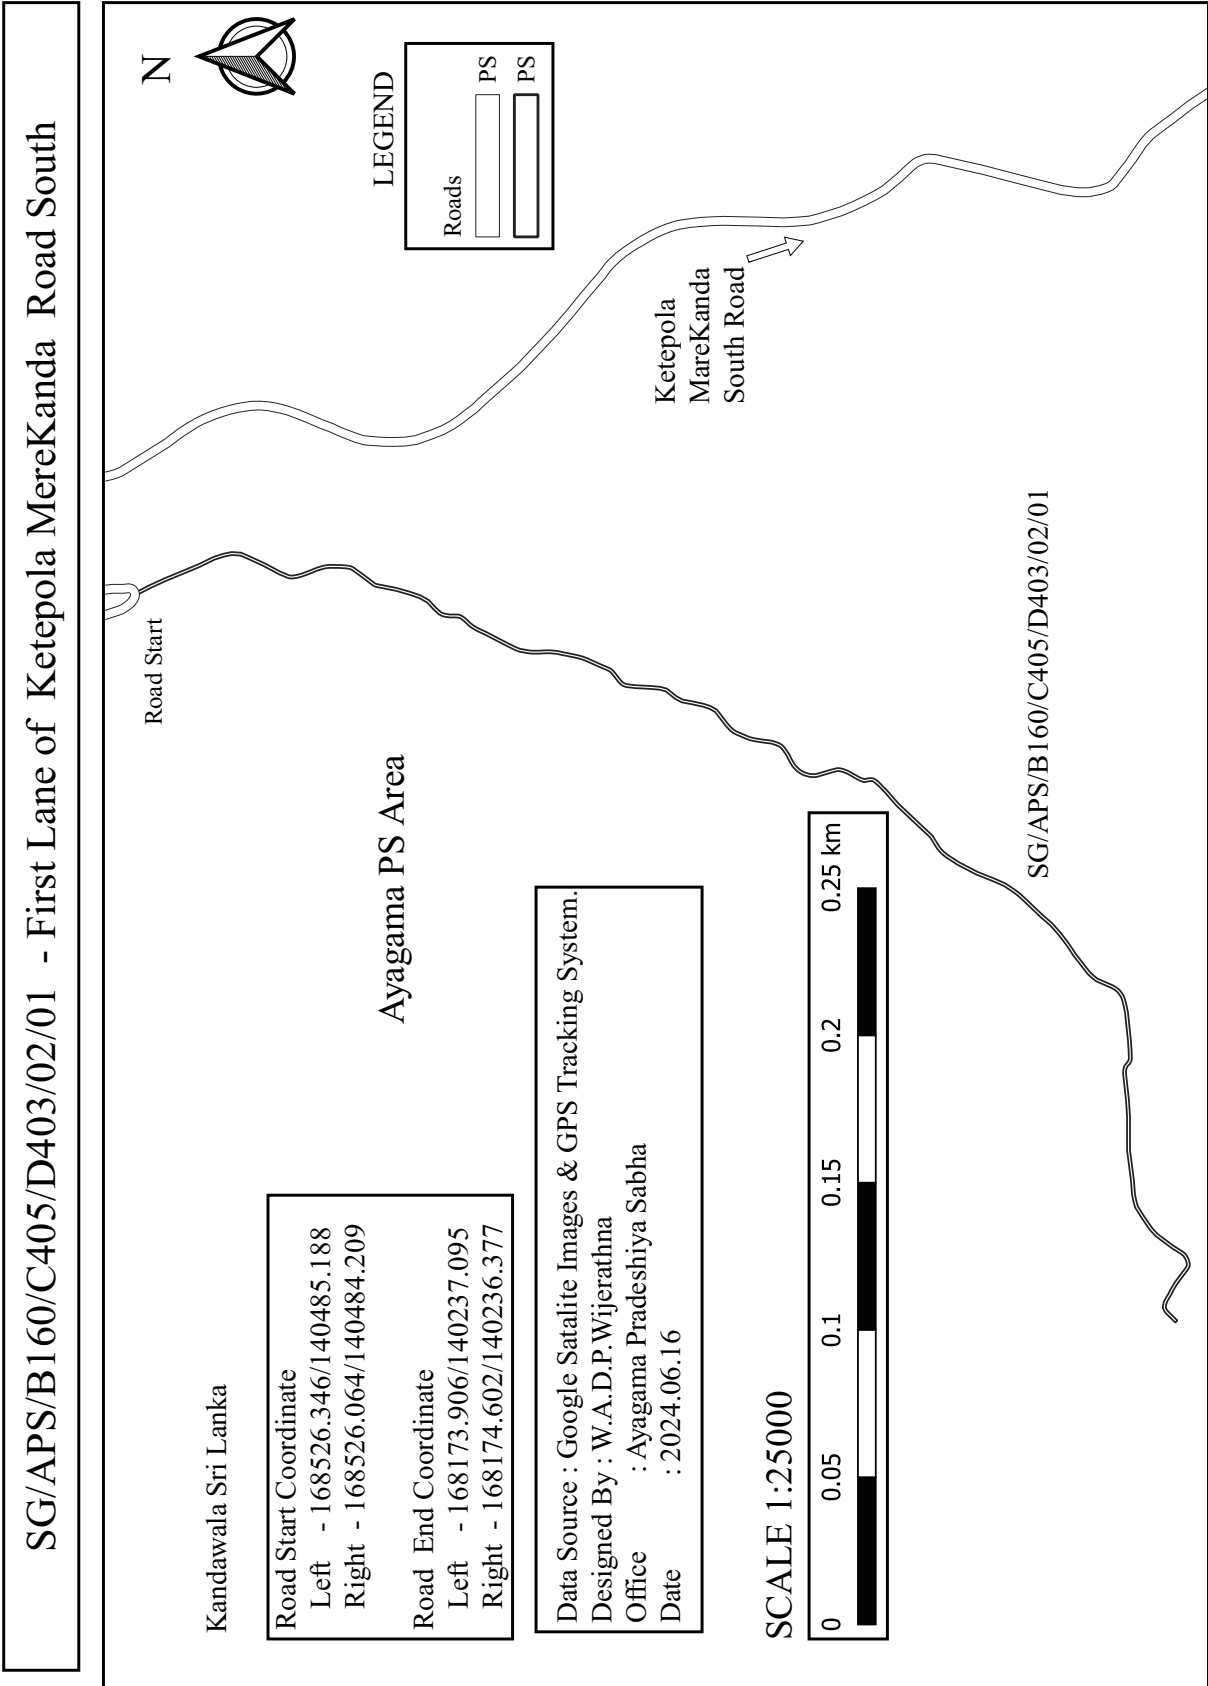 SG/APS/B160/C405/D403/02/01 - First Lane of Ketepola MereKanda Road South
N
Kandawala Sri Lanka
Road Start Coordinate
Left - 168526.346/140485.188
Right - 168526.064/140484.209
Road End Coordinate
Left - 168173.906/140237.095
Right - 168174.602/140236.377
Road Start
Ayagama PS Area
LEGEND
Roads
PS
PS
Data Source : Google Satalite Images & GPS Tracking System.
Designed By : W.A.D.P.Wijerathna
Office : Ayagama Pradeshiya Sabha
Date : 2024.06.16
Ketepola
MareKanda
South Road
SCALE 1:25000
0 0.05 0.1 0.15 0.2 0.25 km
SG/APS/B160/C405/D403/02/01